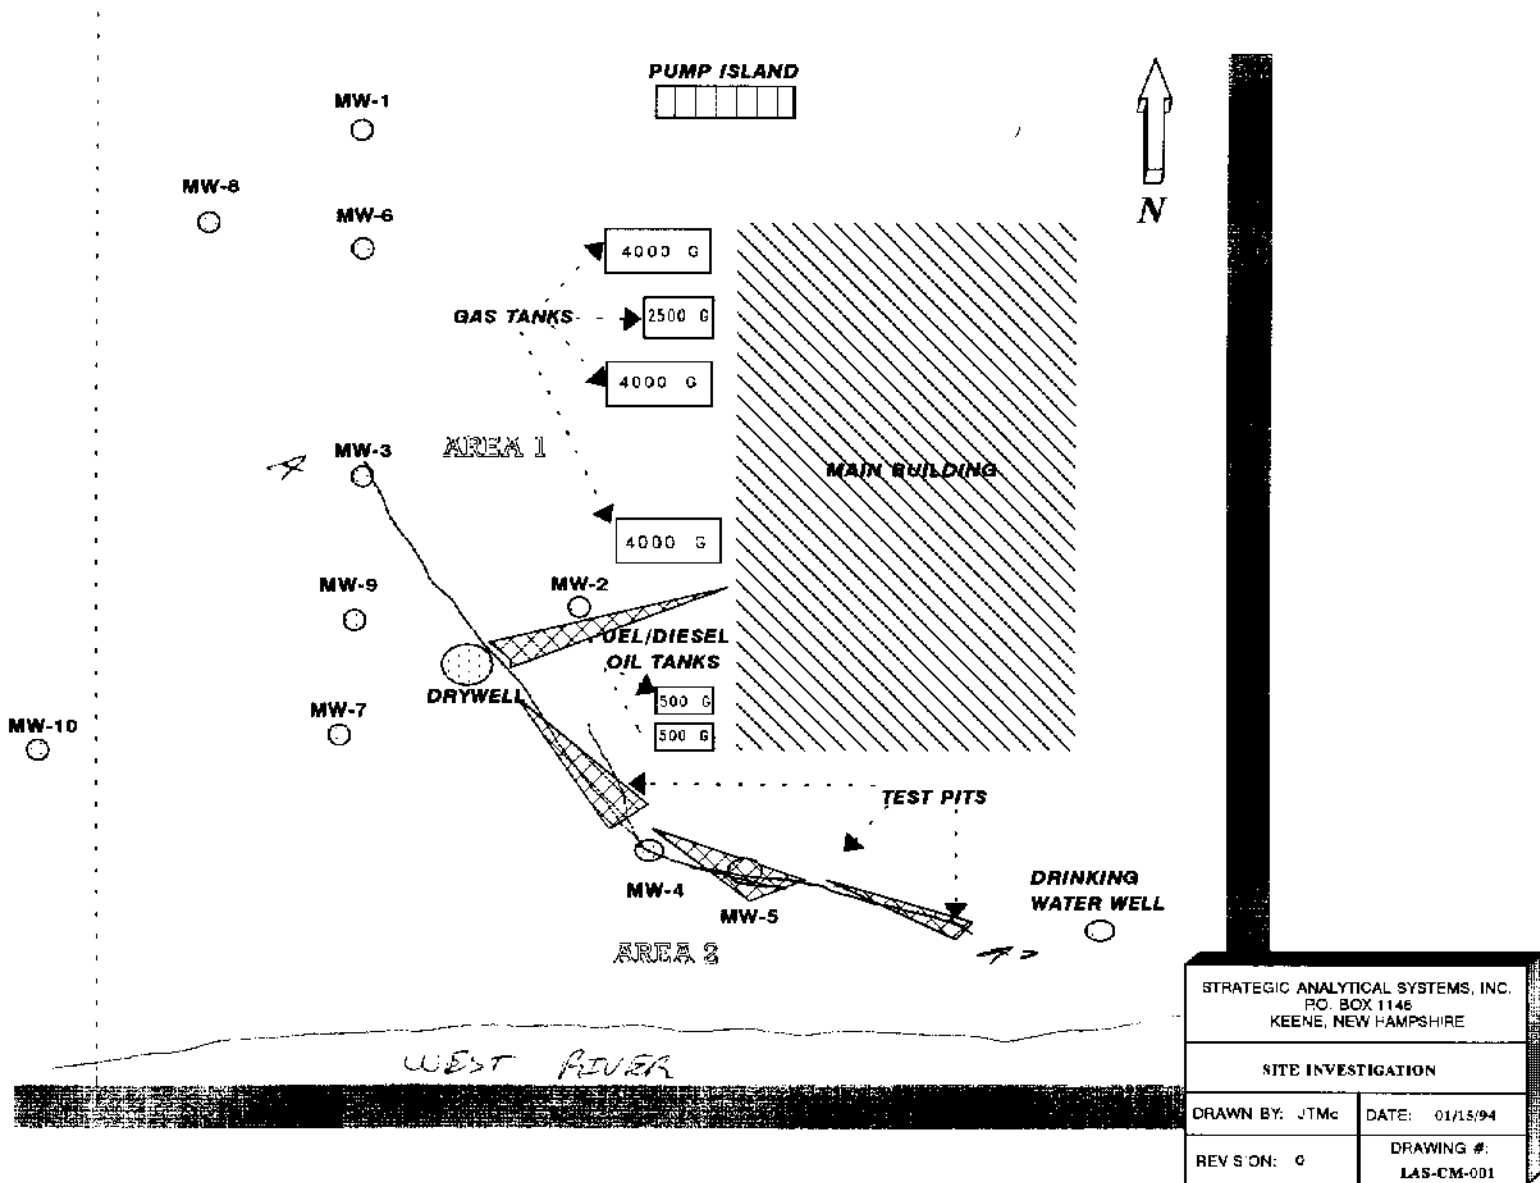 PUMP ISLAND
MW-1
MW-8
MW-6
N
4000 G
GAS TANKS
2500 G
4000 G
MW-3
AREA 1
MAIN BUILDING
4000 G
MW-9
MW-2
UEL/DIESEL
OIL TANKS
DRYWELL
500 G
500 G
MW-7
MW-10
TEST PITS
MW-4
MW-5
DRINKING
WATER WELL
AREA 2
WEST RIVER
STRATEGIC ANALYTICAL SYSTEMS, INC.
P.O. BOX 1146
KEENE, NEW HAMPSHIRE
SITE INVESTIGATION
DRAWN BY: JTMc
DATE: 01/15/94
REV S ON: 0
DRAWING #:
LAS-CM-001